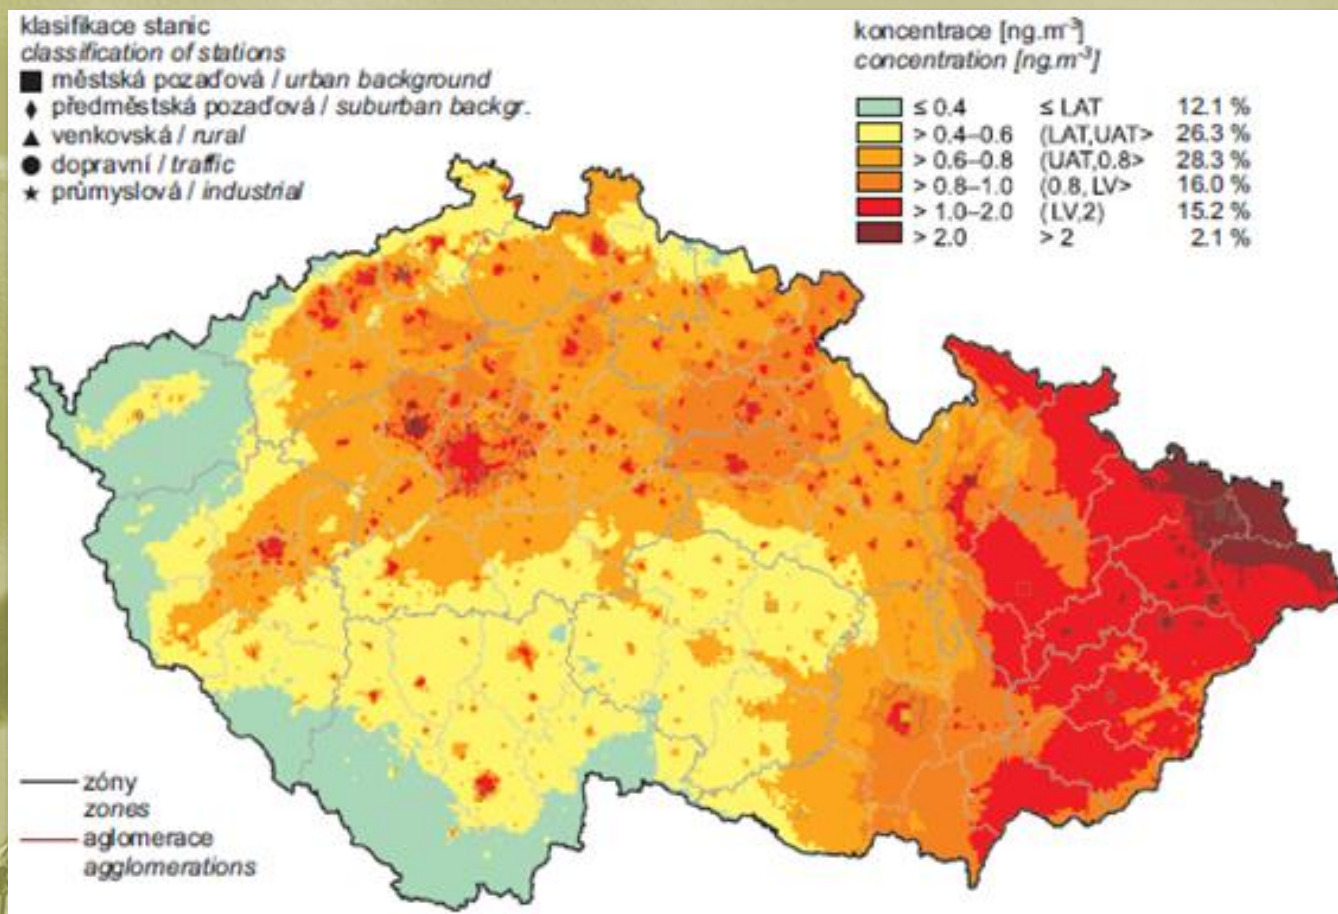 klasifikace stanic
classification of stations
městská pozaďová / urban background
předměstská pozaďová / suburban backgr.
venkovská / rural
dopravní / traffic
průmyslová / industrial
koncentrace [ng.m-3]
concentration [ng.m-3]
≤ 0.4 ≤ LAT 12.1 %
> 0.4–0.6 (LAT,UAT> 26.3 %
> 0.6–0.8 (UAT,0.8> 28.3 %
> 0.8–1.0 (0.8, LV> 16.0 %
> 1.0–2.0 (LV,2) 15.2 %
> 2.0 > 2 2.1 %
zóny
zones
aglomerace
agglomerations